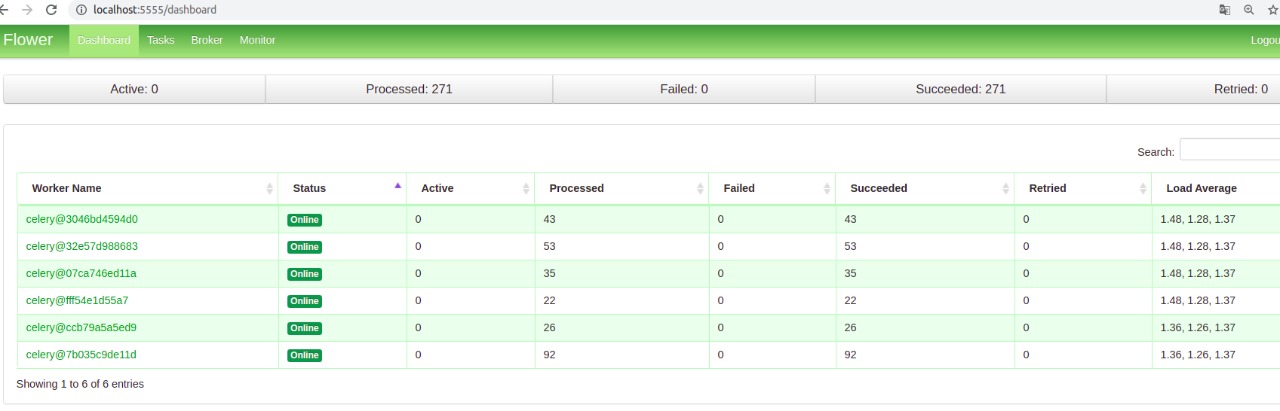 localhost:5555/dashboard
Flower Dashboard Tasks Broker Monitor Logou
Active: 0 Processed: 271 Failed: 0 Succeeded: 271 Retried: 0
Search:
Worker Name Status Active Processed Failed Succeeded Retried Load Average
celery@3046bd4594d0 Online 0 43 0 43 0 1.48, 1.28, 1.37
celery@32e57d988683 Online 0 53 0 53 0 1.48, 1.28, 1.37
celery@07ca746ed11a Online 0 35 0 35 0 1.48, 1.28, 1.37
celery@fff54e1d55a7 Online 0 22 0 22 0 1.48, 1.28, 1.37
celery@ccb79a5a5ed9 Online 0 26 0 26 0 1.36, 1.26, 1.37
celery@7b035c9de11d Online 0 92 0 92 0 1.36, 1.26, 1.37
Showing 1 to 6 of 6 entries